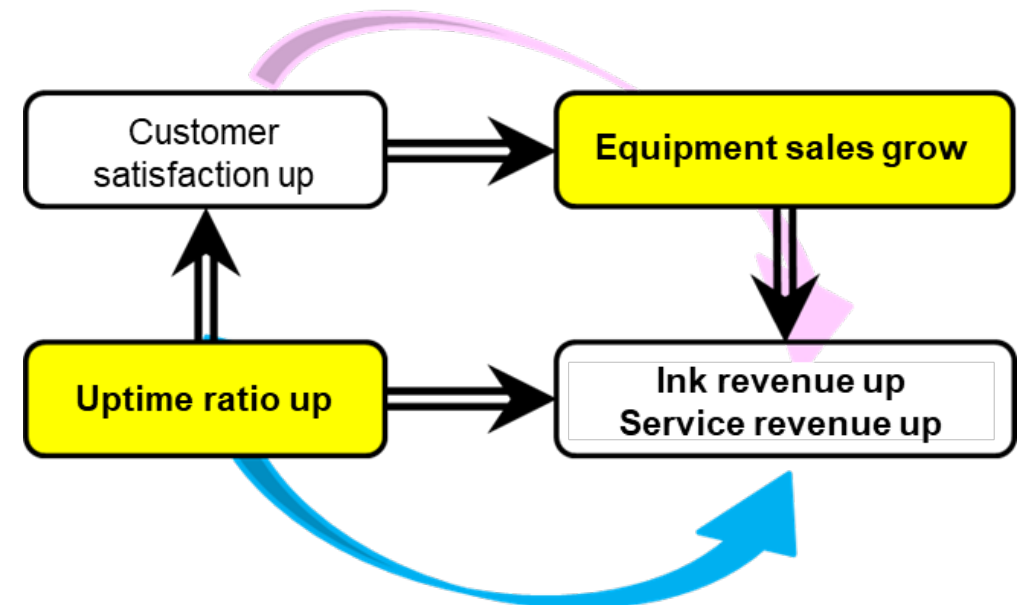 Customer
satisfaction up
Equipment sales grow
Uptime ratio up
Ink revenue up
Service revenue up